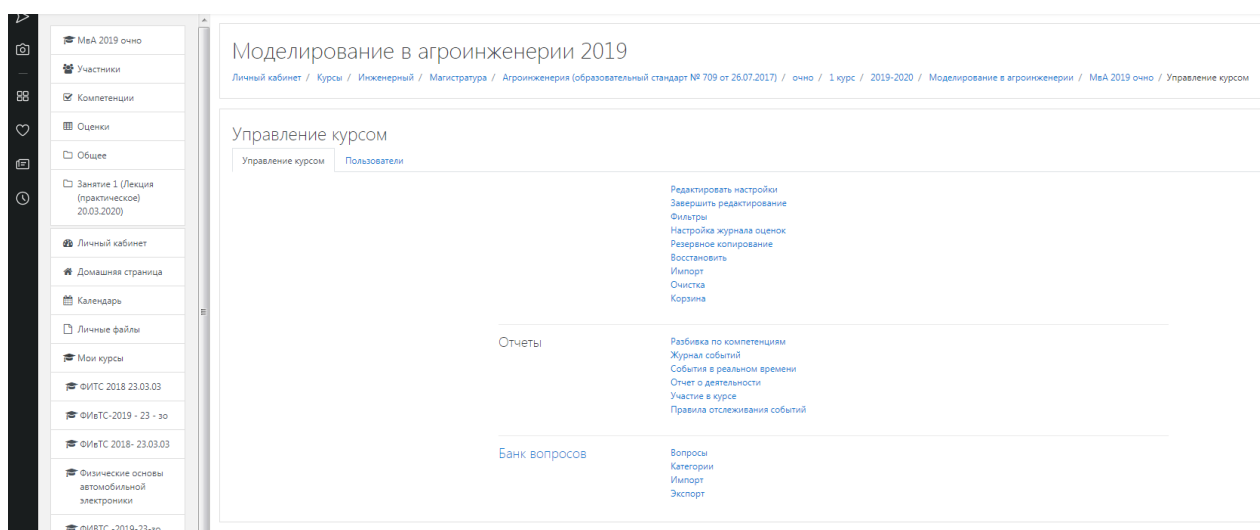 МвА 2019 очно
Участники
Компетенции
Оценки
Общее
Занятие 1 (Лекция
(практическое)
20.03.2020)
Личный кабинет
Домашняя страница
Календарь
Личные файлы
Мои курсы
ФИТС 2018 23.03.03
ФИвТС-2019 - 23 - зо
ФИвТС 2018- 23.03.03
Физические основы
автомобильной
электроники
ФИВТС -2019-23-зо
Моделирование в агроинженерии 2019
Личный кабинет / Курсы / Инженерный / Магистратура / Агроинженерия (образовательный стандарт № 709 от 26.07.2017) / очно / 1 курс / 2019-2020 / Моделирование в агроинженерии / МвА 2019 очно / Управление курсом
Управление курсом
Управление курсом Пользователи
Редактировать настройки
Завершить редактирование
Фильтры
Настройка журнала оценок
Резервное копирование
Восстановить
Импорт
Очистка
Корзина
Отчеты
Разбивка по компетенциям
Журнал событий
События в реальном времени
Отчет о деятельности
Участие в курсе
Правила отслеживания событий
Банк вопросов
Вопросы
Категории
Импорт
Экспорт